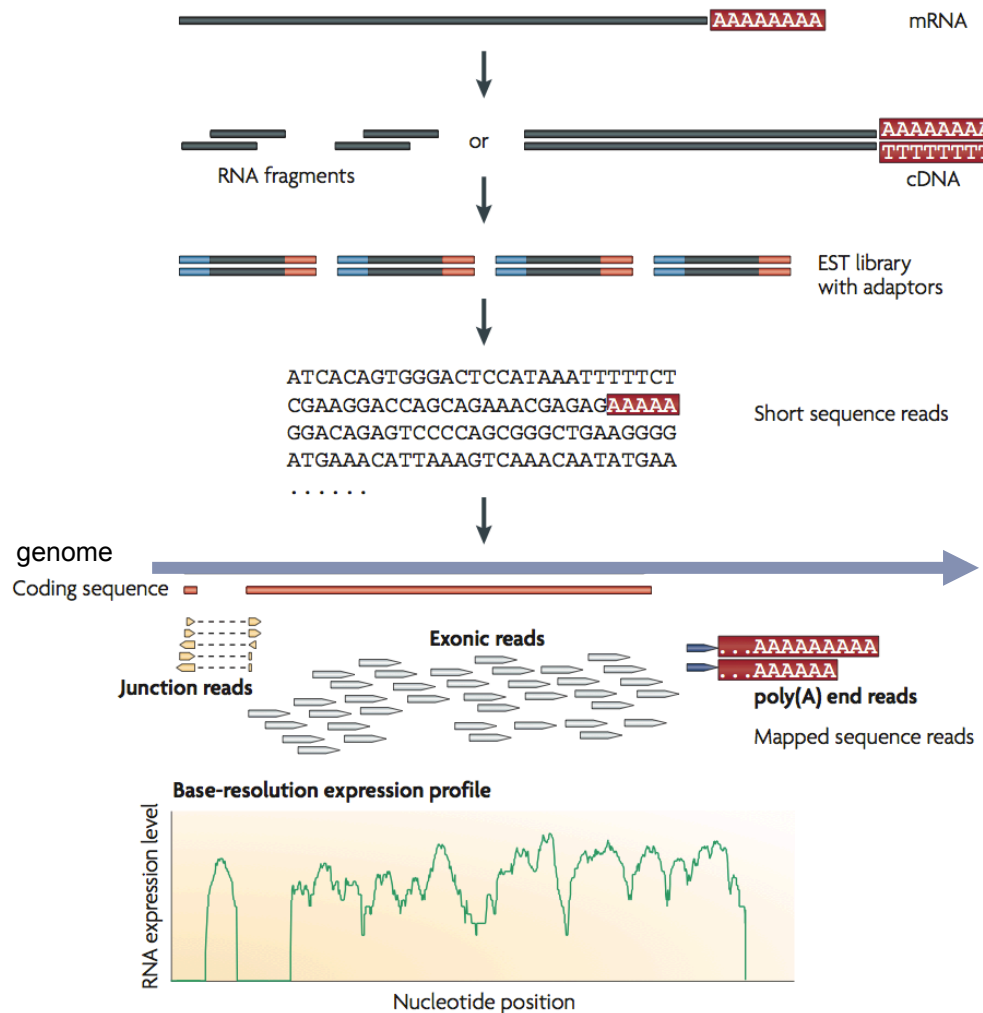 AAAAAAAA mRNA
or
AAAAAAAA
TTTTTTTT
RNA fragments
cDNA
EST library
with adaptors
ATCACAGTGGGACTCCATAAATTTTTCT
CGAAGGACCAGCAGAAACGAGAGAAAAA
GGACAGAGTCCCCAGCGGGCTGAAGGGG
ATGAAACATTAAAGTCAAACAATATGAA
......
Short sequence reads
genome
Coding sequence
Junction reads
Exonic reads
...AAAAAAAAA
...AAAAAA
poly(A) end reads
Mapped sequence reads
Base-resolution expression profile
RNA expression level
Nucleotide position